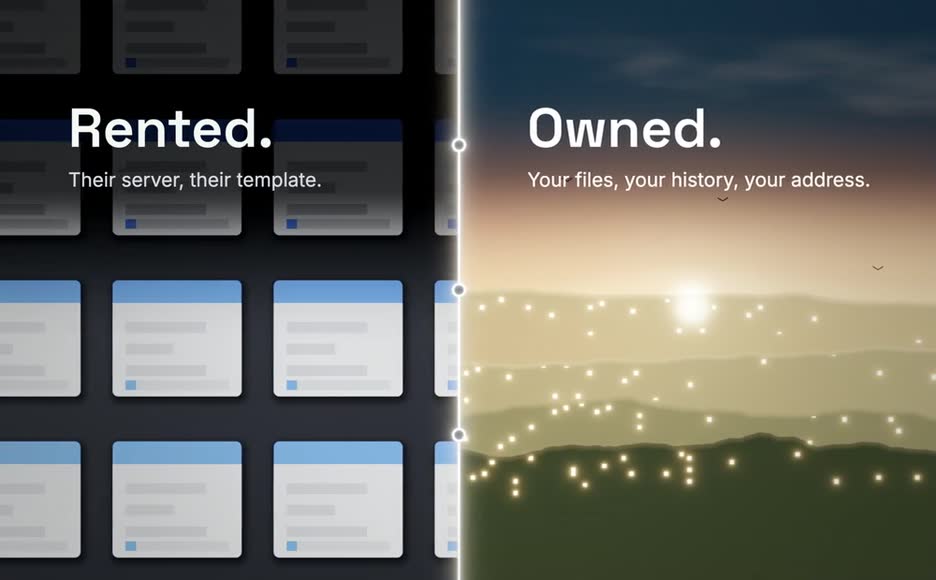 Rented.
Their server, their template.
Owned.
Your files, your history, your address.